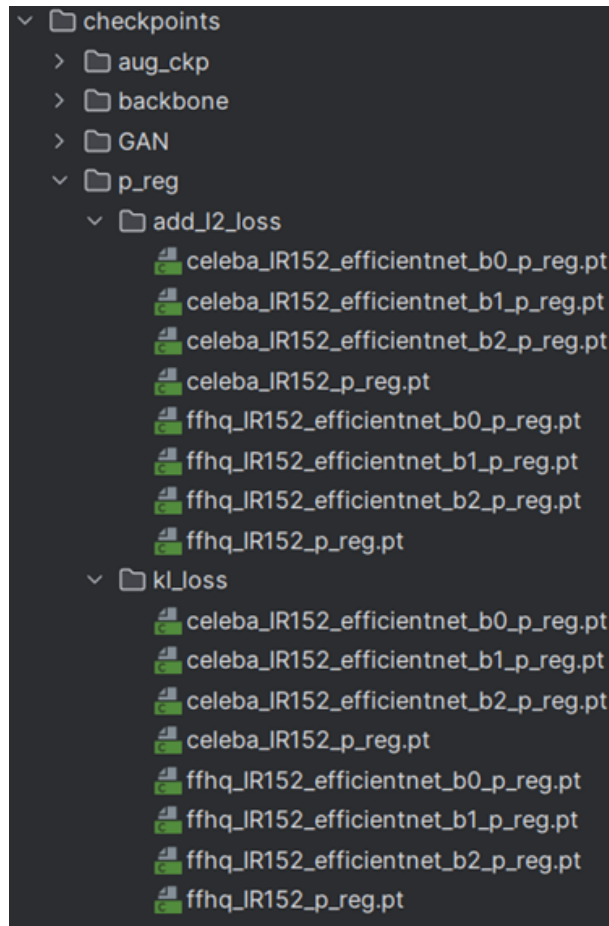 checkpoints
aug_ckp
backbone
GAN
p_reg
add_l2_loss
celeba_IR152_efficientnet_b0_p_reg.pt
celeba_IR152_efficientnet_b1_p_reg.pt
celeba_IR152_efficientnet_b2_p_reg.pt
celeba_IR152_p_reg.pt
ffhq_IR152_efficientnet_b0_p_reg.pt
ffhq_IR152_efficientnet_b1_p_reg.pt
ffhq_IR152_efficientnet_b2_p_reg.pt
ffhq_IR152_p_reg.pt
kl_loss
celeba_IR152_efficientnet_b0_p_reg.pt
celeba_IR152_efficientnet_b1_p_reg.pt
celeba_IR152_efficientnet_b2_p_reg.pt
celeba_IR152_p_reg.pt
ffhq_IR152_efficientnet_b0_p_reg.pt
ffhq_IR152_efficientnet_b1_p_reg.pt
ffhq_IR152_efficientnet_b2_p_reg.pt
ffhq_IR152_p_reg.pt